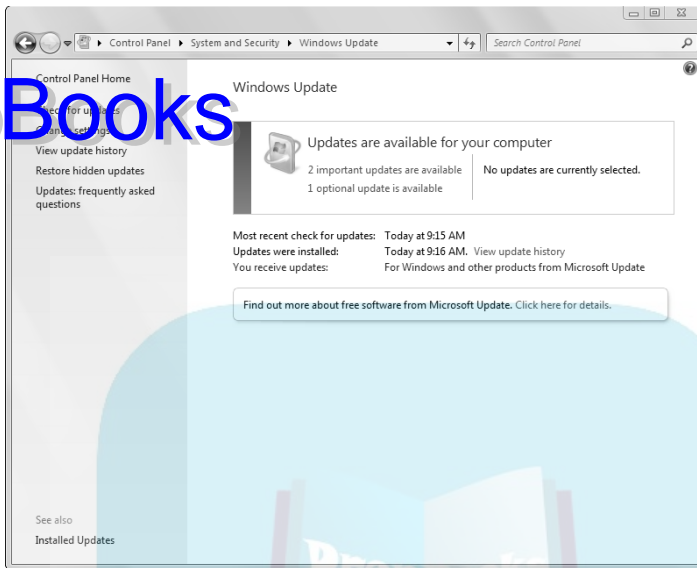 Control Panel ▸ System and Security ▸ Windows Update
Search Control Panel
Control Panel Home
Books
Check for updates
Change settings
View update history
Restore hidden updates
Updates: frequently asked
questions
Windows Update
Updates are available for your computer
2 important updates are available
1 optional update is available
No updates are currently selected.
Most recent check for updates: Today at 9:15 AM
Updates were installed: Today at 9:16 AM. View update history
You receive updates: For Windows and other products from Microsoft Update
Find out more about free software from Microsoft Update. Click here for details.
See also
Installed Updates